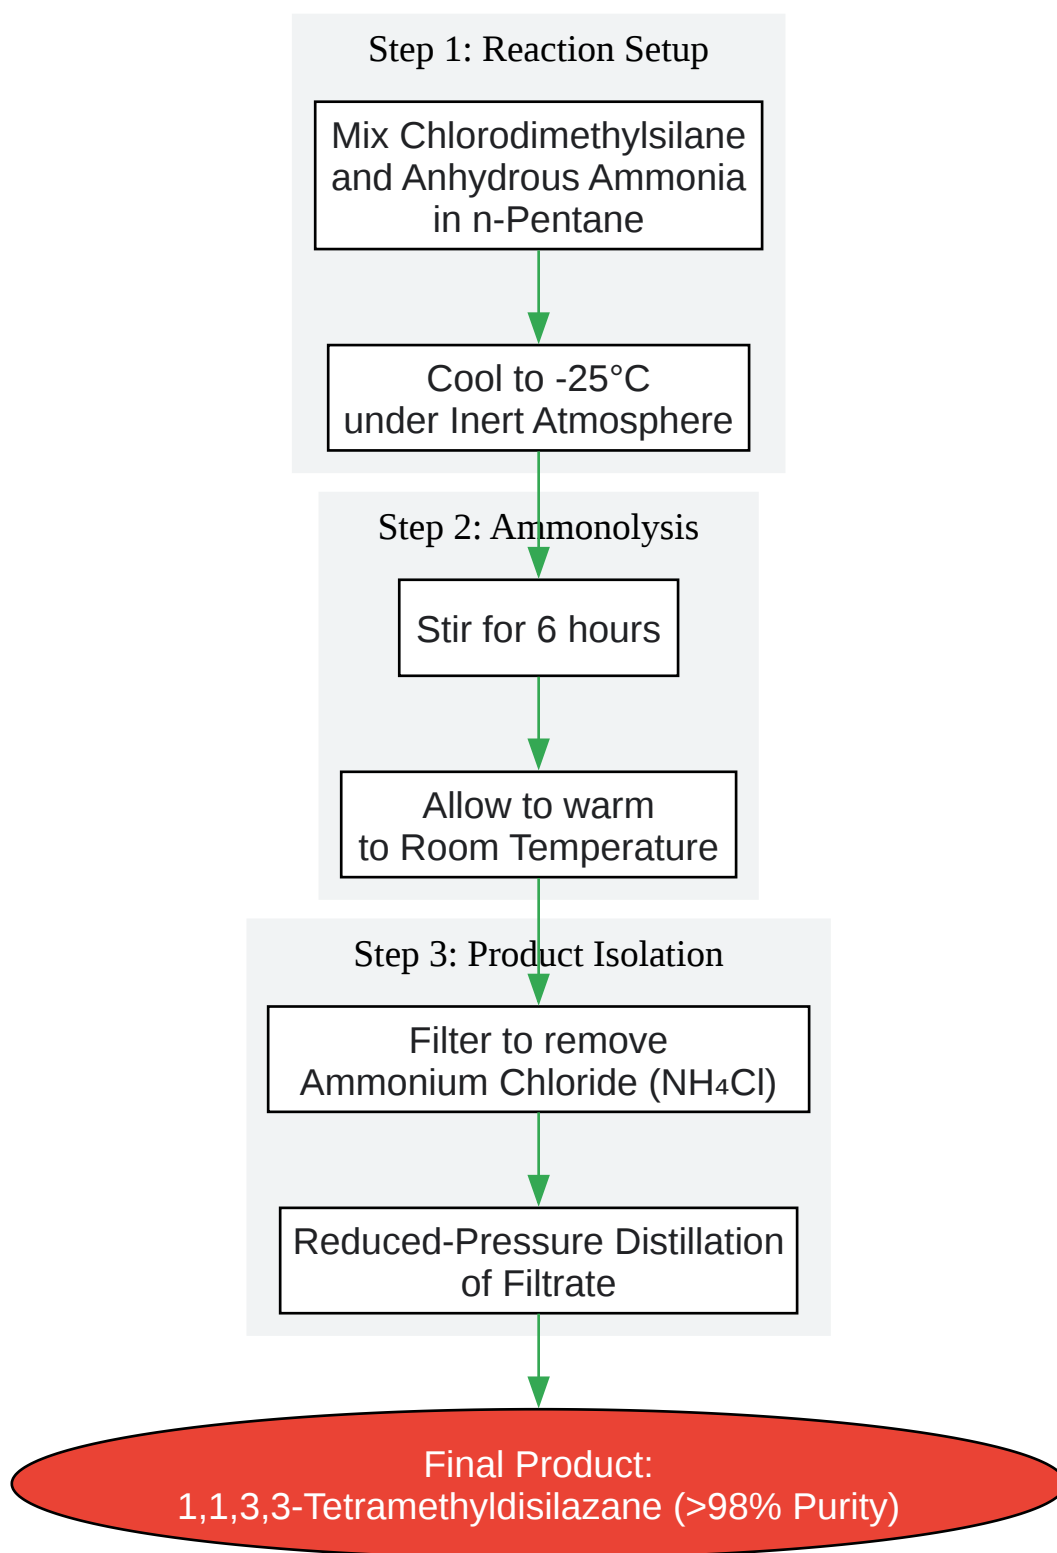 Step 1: Reaction Setup
Mix Chlorodimethylsilane
and Anhydrous Ammonia
in n-Pentane
Cool to -25°C
under Inert Atmosphere
Step 2: Ammonolysis
Stir for 6 hours
Allow to warm
to Room Temperature
Step 3: Product Isolation
Filter to remove
Ammonium Chloride (NH₄Cl)
Reduced-Pressure Distillation
of Filtrate
Final Product:
1,1,3,3-Tetramethyldisilazane (>98% Purity)